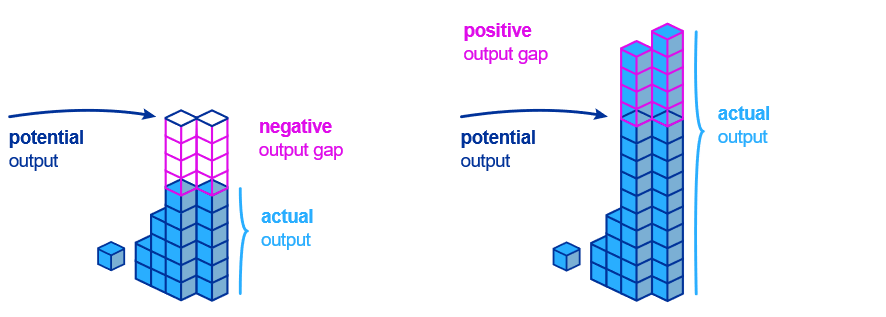 potential
output
negative
output gap
actual
output
positive
output gap
potential
output
actual
output